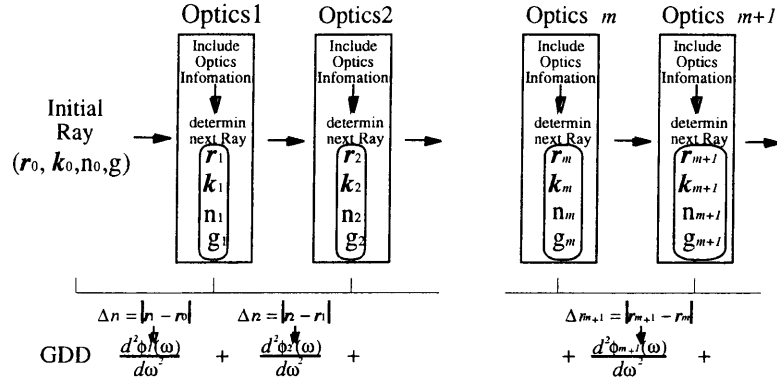 Optics1 Optics2 Optics m Optics m+1
Include Optics Infomation Include Optics Infomation Include Optics Infomation Include Optics Infomation
Initial Ray
(r₀, k₀,n₀,g)
determin next Ray determin next Ray determin next Ray determin next Ray
r₁ r₂ rₘ rₘ₊₁
k₁ k₂ kₘ kₘ₊₁
n₁ n₂ nₘ nₘ₊₁
g₁ g₂ gₘ gₘ₊₁
Δr₁ = |r₁ - r₀| Δr₂ = |r₂ - r₁| Δrₘ₊₁ = |rₘ₊₁ - rₘ|
GDD d²ϕ₁(ω)/dω² + d²ϕ₂(ω)/dω² + + d²ϕₘ₊₁(ω)/dω² +